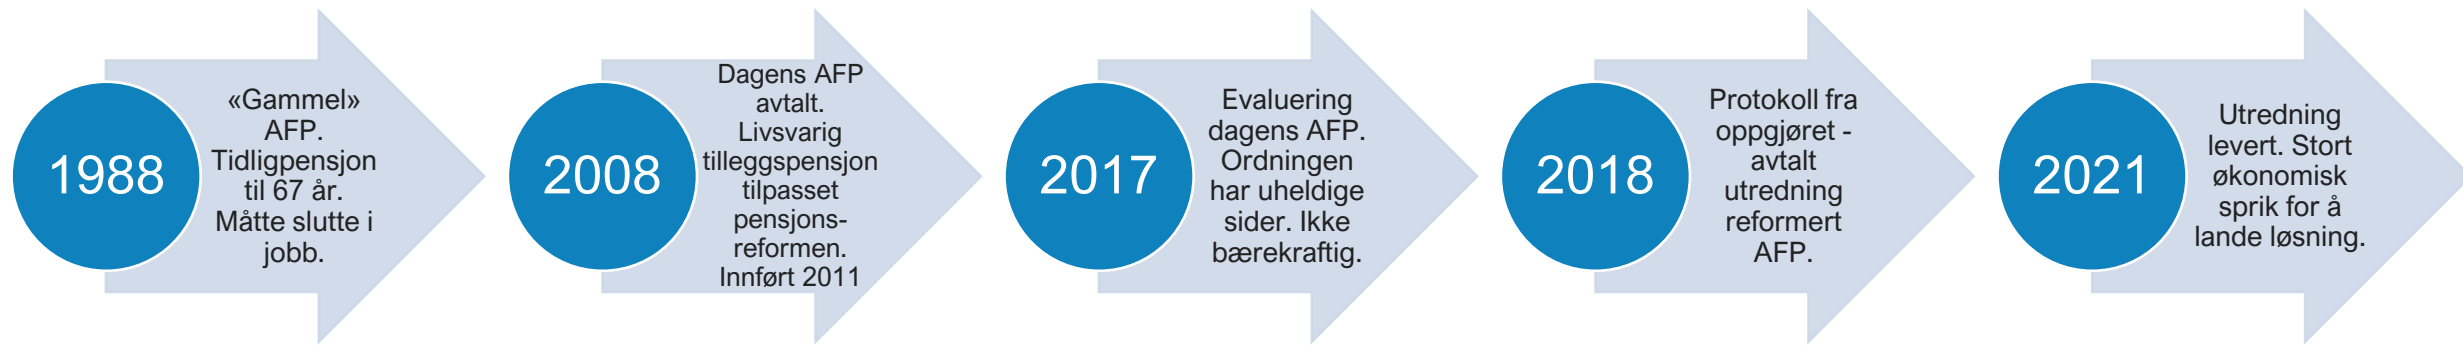 1988
«Gammel»
AFP.
Tidligpensjon
til 67 år.
Måtte slutte i
jobb.
2008
Dagens AFP
avtalt.
Livsvarig
tilleggspensjon
tilpasset
pensjons-
reformen.
Innført 2011
2017
Evaluering
dagens AFP.
Ordningen
har uheldige
sider. Ikke
bærekraftig.
2018
Protokoll fra
oppgjøret -
avtalt
utredning
reformert
AFP.
2021
Utredning
levert. Stort
økonomisk
sprik for å
lande løsning.